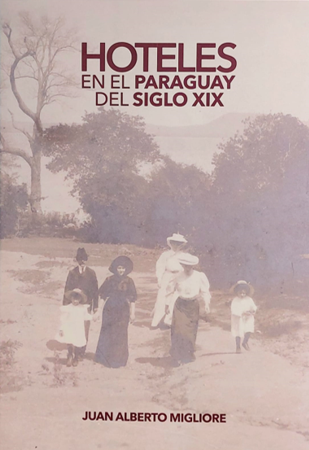 HOTELES
EN EL PARAGUAY
DEL SIGLO XIX
JUAN ALBERTO MIGLIORE